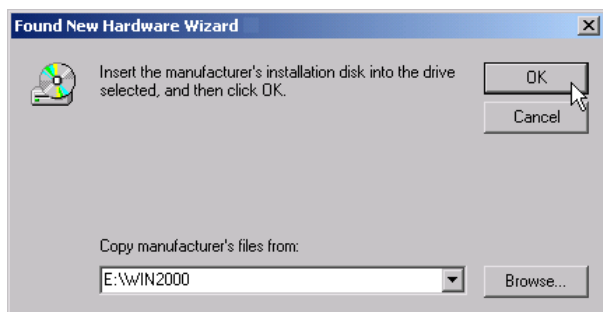 Found New Hardware Wizard
Insert the manufacturer's installation disk into the drive
selected, and then click OK.
OK
Cancel
Copy manufacturer's files from:
E:\WIN2000
Browse...